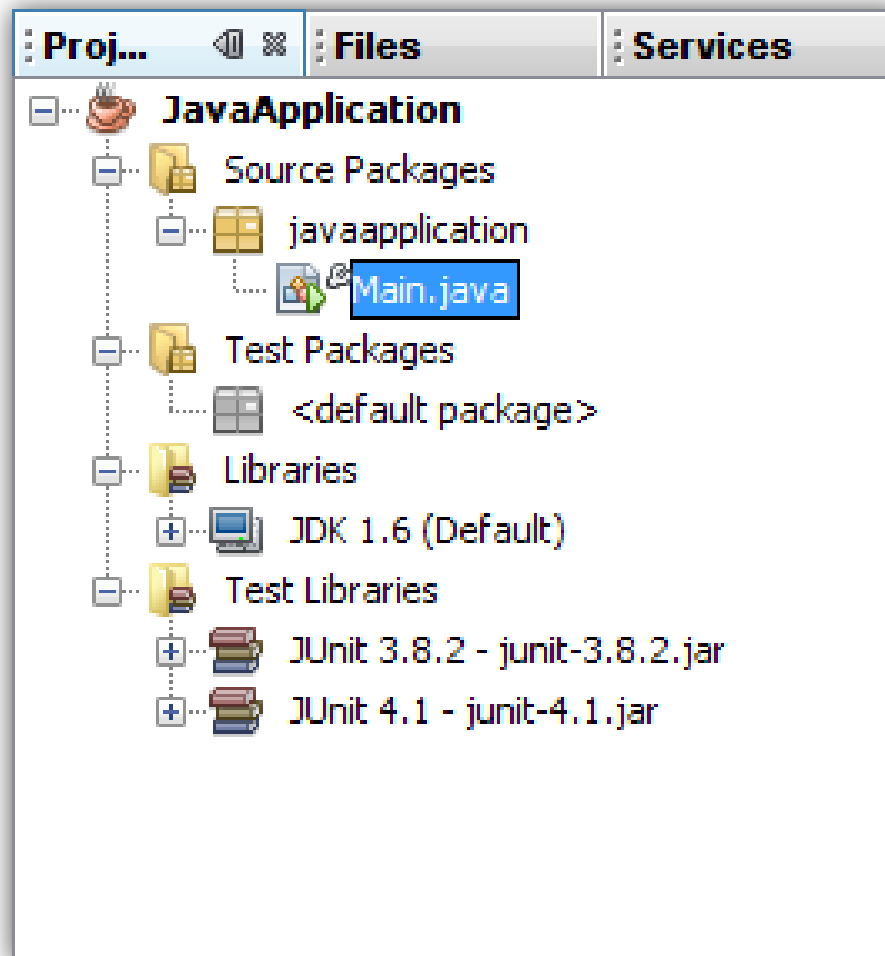 Proj... Files Services
JavaApplication
Source Packages
javaapplication
Main.java
Test Packages
<default package>
Libraries
JDK 1.6 (Default)
Test Libraries
JUnit 3.8.2 - junit-3.8.2.jar
JUnit 4.1 - junit-4.1.jar